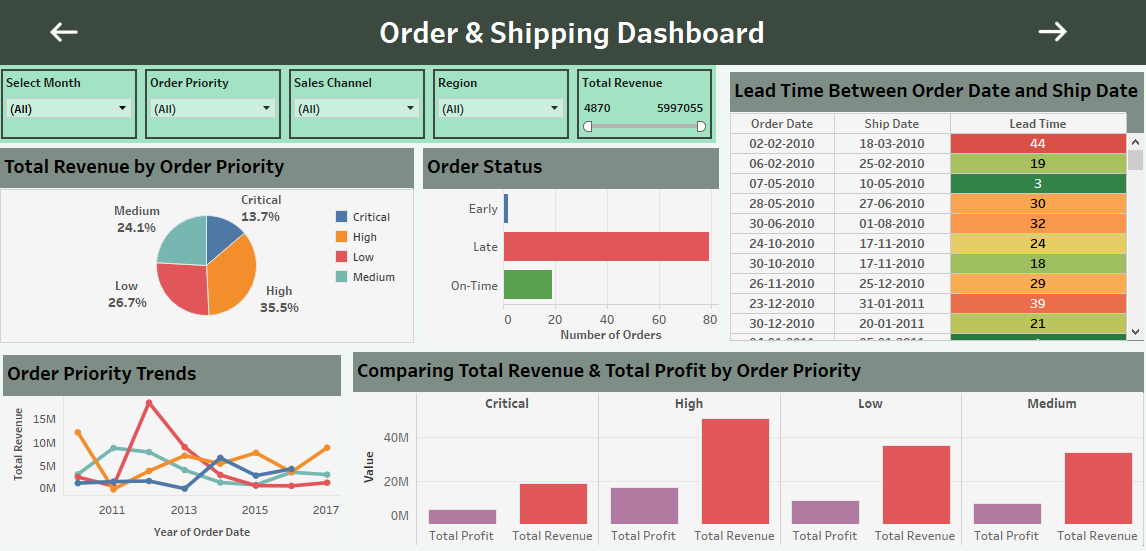 Order & Shipping Dashboard
Select Month
(All)
Order Priority
(All)
Sales Channel
(All)
Region
(All)
Total Revenue
4870 5997055
Lead Time Between Order Date and Ship Date
Order Date Ship Date Lead Time
02-02-2010 18-03-2010 44
06-02-2010 25-02-2010 19
07-05-2010 10-05-2010 3
28-05-2010 27-06-2010 30
30-06-2010 01-08-2010 32
24-10-2010 17-11-2010 24
30-10-2010 17-11-2010 18
26-11-2010 25-12-2010 29
23-12-2010 31-01-2011 39
30-12-2010 20-01-2011 21
Total Revenue by Order Priority
Critical
13.7%
Medium
24.1%
Low
26.7%
High
35.5%
Critical
High
Low
Medium
Order Status
Early
Late
On-Time
0 20 40 60 80
Number of Orders
Order Priority Trends
Total Revenue
15M
10M
5M
0M
2011 2013 2015 2017
Year of Order Date
Comparing Total Revenue & Total Profit by Order Priority
Critical High Low Medium
Value
40M
20M
0M
Total Profit Total Revenue Total Profit Total Revenue Total Profit Total Revenue Total Profit Total Revenue